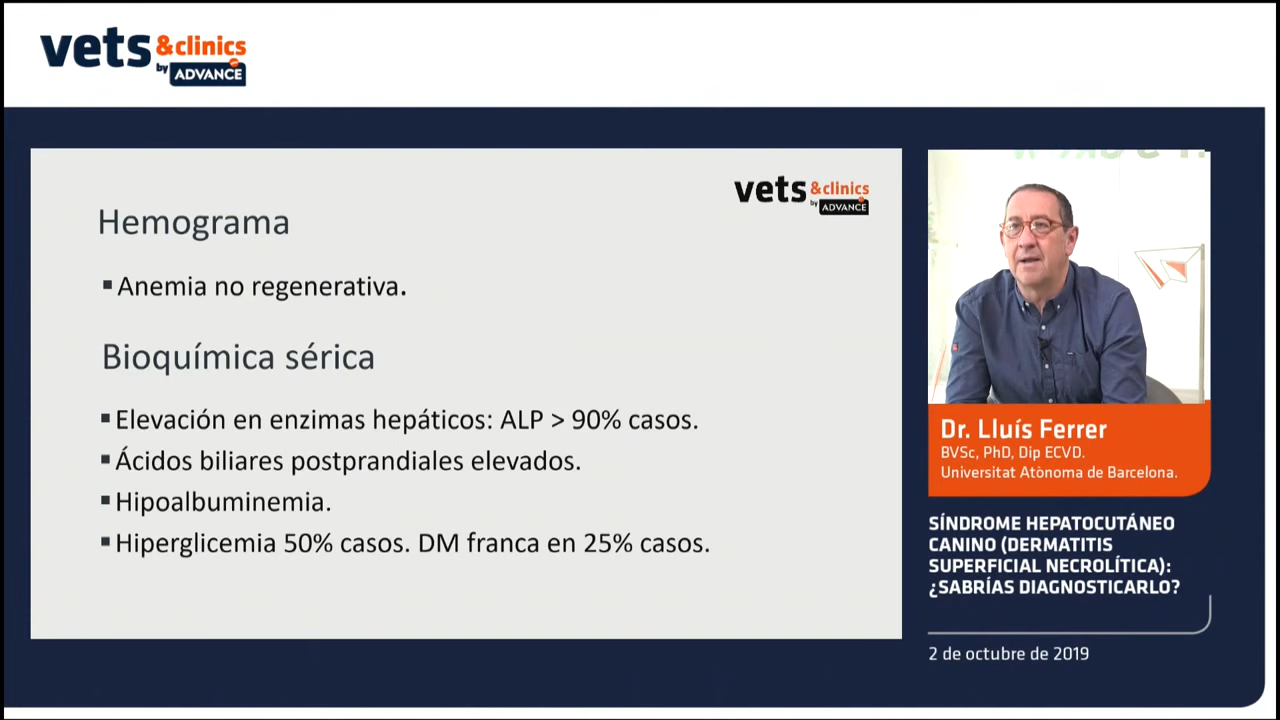 vets &clinics
by ADVANCE
vets &clinics
by ADVANCE
Hemograma
▪Anemia no regenerativa.
Bioquímica sérica
▪Elevación en enzimas hepáticos: ALP > 90% casos.
▪Ácidos biliares postprandiales elevados.
▪Hipoalbuminemia.
▪Hiperglicemia 50% casos. DM franca en 25% casos.
Dr. Lluís Ferrer
BVSc, PhD, Dip ECVD.
Universitat Autònoma de Barcelona.
SÍNDROME HEPATOCUTÁNEO
CANINO (DERMATITIS
SUPERFICIAL NECROLÍTICA):
¿SABRÍAS DIAGNOSTICARLO?
2 de octubre de 2019